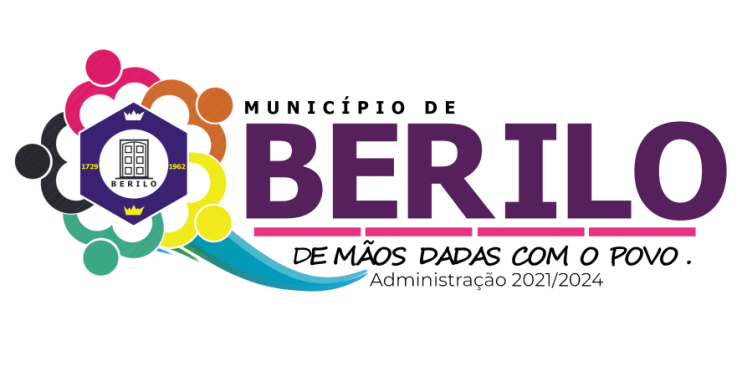 MUNICÍPIO DE
BERILO
DE MÃOS DADAS COM O POVO.
Administração 2021/2024
1729 1962
BERILO